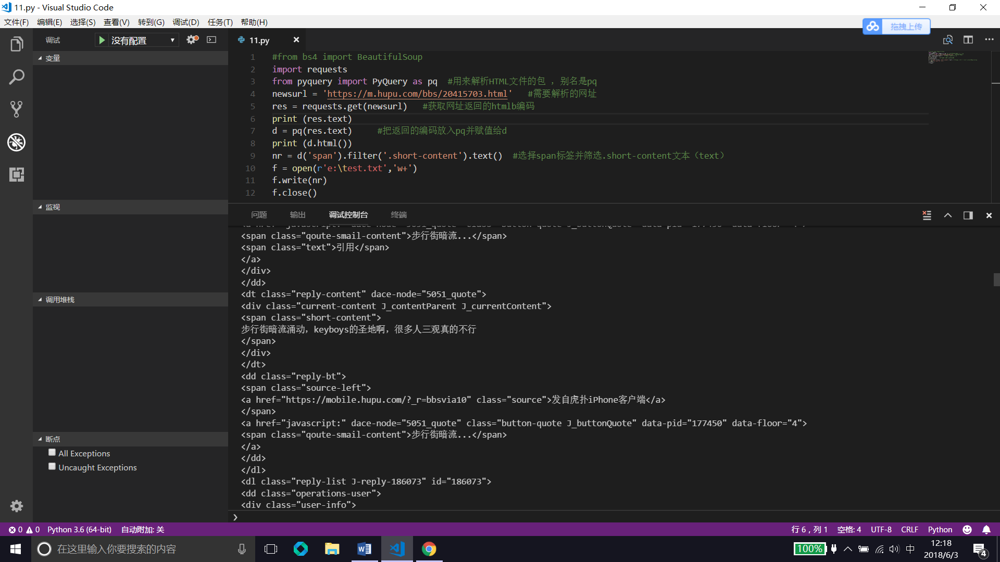 11.py - Visual Studio Code
文件(F) 编辑(E) 选择(S) 查看(V) 转到(G) 调试(D) 任务(T) 帮助(H)
拖拽上传
调试 没有配置
11.py
变量
监视
调用堆栈
断点
All Exceptions
Uncaught Exceptions
1 #from bs4 import BeautifulSoup
2 import requests
3 from pyquery import PyQuery as pq  #用来解析HTML文件的包 ，别名是pq
4 newsurl = 'https://m.hupu.com/bbs/20415703.html'   #需要解析的网址
5 res = requests.get(newsurl)   #获取网址返回的htmlb编码
6 print (res.text)
7 d = pq(res.text)     #把返回的编码放入pq并赋值给d
8 print (d.html())
9 nr = d('span').filter('.short-content').text()  #选择span标签并筛选.short-content文本（text）
10 f = open(r'e:\test.txt','w+')
11 f.write(nr)
12 f.close()
问题 输出 调试控制台 终端
<span class="qoute-smail-content">步行街暗流...</span>
<span class="text">引用</span>
</a>
</div>
</dd>
<dt class="reply-content" dace-node="5051_quote">
<div class="current-content J_contentParent J_currentContent">
<span class="short-content">
步行街暗流涌动，keyboys的圣地啊，很多人三观真的不行
</span>
</div>
</dt>
<dd class="reply-bt">
<span class="source-left">
<a href="https://mobile.hupu.com/?_r=bbsvia10" class="source">发自虎扑iPhone客户端</a>
</span>
<a href="javascript:" dace-node="5051_quote" class="button-quote J_buttonQuote" data-pid="177450" data-floor="4">
<span class="qoute-smail-content">步行街暗流...</span>
</a>
</dd>
</dl>
<dl class="reply-list J-reply-186073" id="186073">
<dd class="operations-user">
<div class="user-info">
0 0 Python 3.6 (64-bit) 自动附加: 关
行 6，列 1 空格: 4 UTF-8 CRLF Python
在这里输入你要搜索的内容
100%
中
12:18
2018/6/3
4